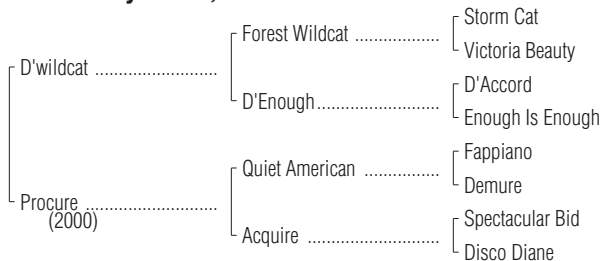 Storm Cat
Forest Wildcat ..................
Victoria Beauty
D'wildcat ..........................
D'Accord
D'Enough..........................
Enough Is Enough
Fappiano
Quiet American ................
Demure
Procure ............................
(2000)
Spectacular Bid
Acquire ............................
Disco Diane